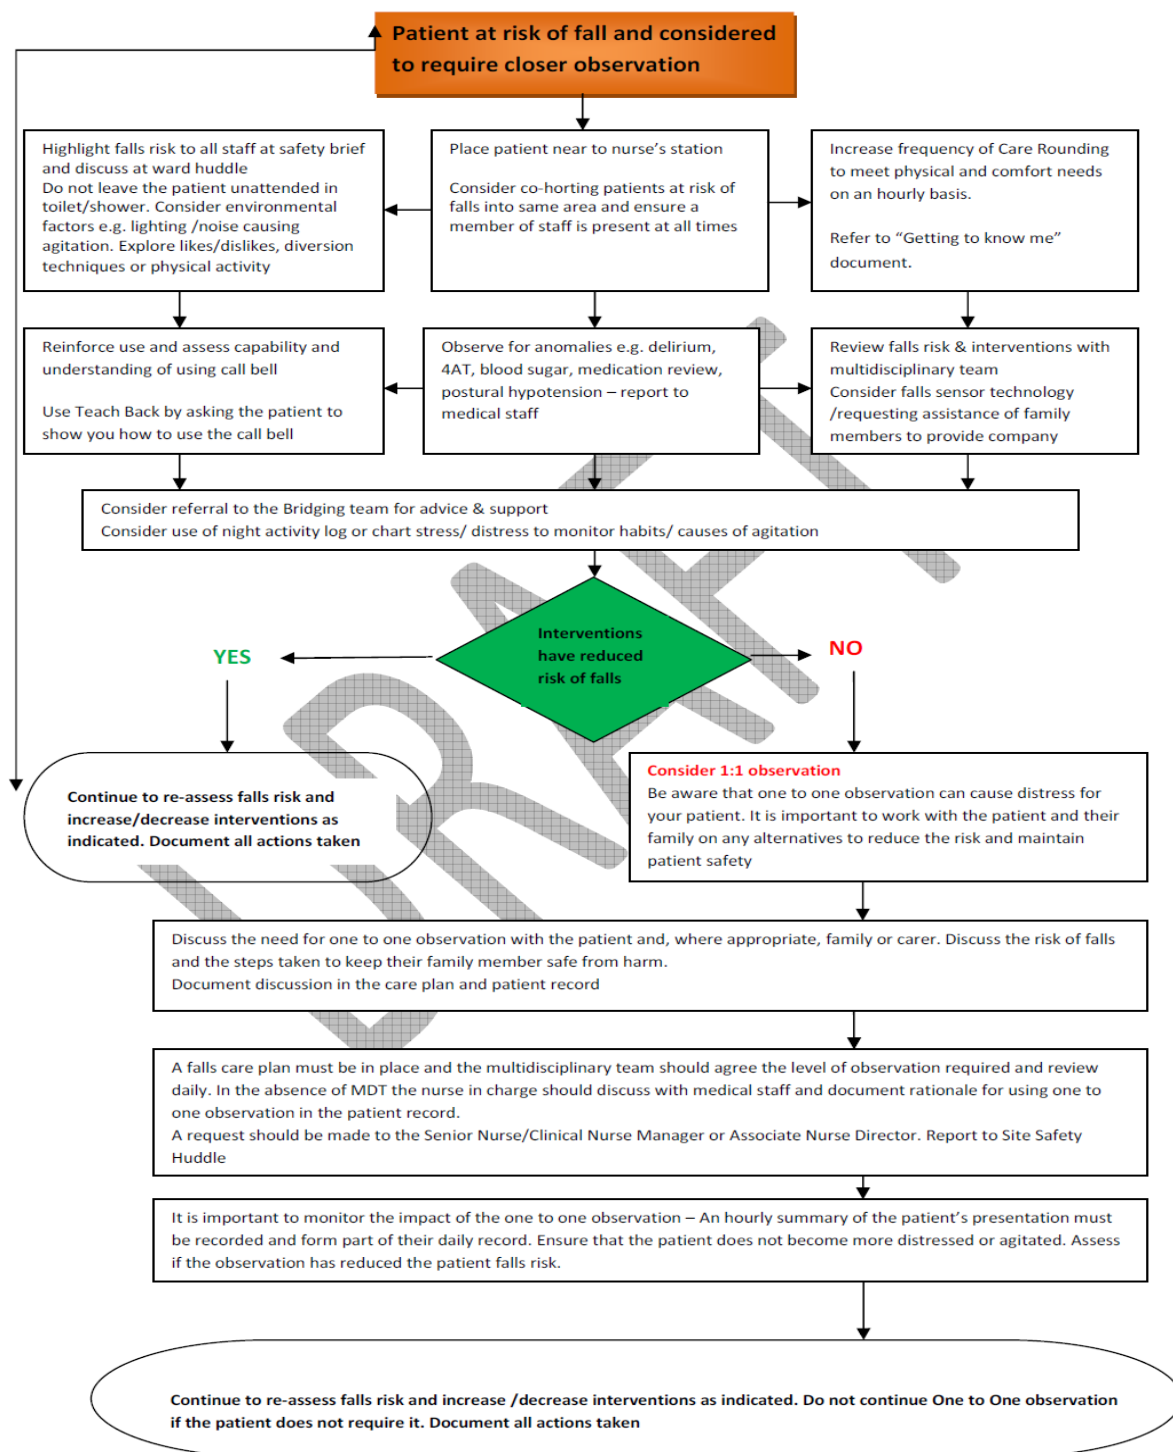 Patient at risk of fall and considered
to require closer observation
Highlight falls risk to all staff at safety brief
and discuss at ward huddle
Do not leave the patient unattended in
toilet/shower. Consider environmental
factors e.g. lighting /noise causing
agitation. Explore likes/dislikes, diversion
techniques or physical activity
Place patient near to nurse’s station
Consider co-horting patients at risk of
falls into same area and ensure a
member of staff is present at all times
Increase frequency of Care Rounding
to meet physical and comfort needs
on an hourly basis.
Refer to “Getting to know me”
document.
Reinforce use and assess capability and
understanding of using call bell
Use Teach Back by asking the patient to
show you how to use the call bell
Observe for anomalies e.g. delirium,
4AT, blood sugar, medication review,
postural hypotension – report to
medical staff
Review falls risk & interventions with
multidisciplinary team
Consider falls sensor technology
/requesting assistance of family
members to provide company
Consider referral to the Bridging team for advice & support
Consider use of night activity log or chart stress/ distress to monitor habits/ causes of agitation
Interventions
have reduced
risk of falls
YES
NO
Continue to re-assess falls risk and
increase/decrease interventions as
indicated. Document all actions taken
Consider 1:1 observation
Be aware that one to one observation can cause distress for
your patient. It is important to work with the patient and their
family on any alternatives to reduce the risk and maintain
patient safety
Discuss the need for one to one observation with the patient and, where appropriate, family or carer. Discuss the risk of falls
and the steps taken to keep their family member safe from harm.
Document discussion in the care plan and patient record
A falls care plan must be in place and the multidisciplinary team should agree the level of observation required and review
daily. In the absence of MDT the nurse in charge should discuss with medical staff and document rationale for using one to
one observation in the patient record.
A request should be made to the Senior Nurse/Clinical Nurse Manager or Associate Nurse Director. Report to Site Safety
Huddle
It is important to monitor the impact of the one to one observation – An hourly summary of the patient’s presentation must
be recorded and form part of their daily record. Ensure that the patient does not become more distressed or agitated. Assess
if the observation has reduced the patient falls risk.
Continue to re-assess falls risk and increase /decrease interventions as indicated. Do not continue One to One observation
if the patient does not require it. Document all actions taken
DRAFT